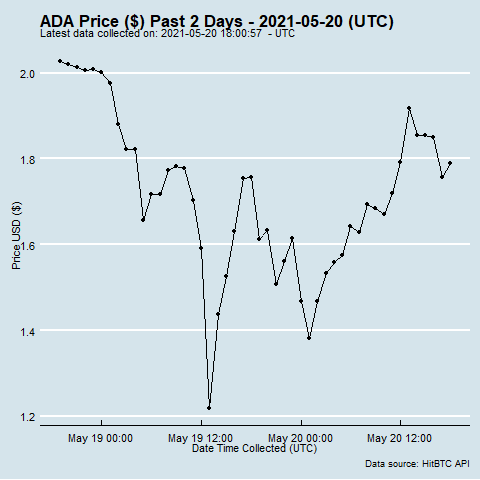 ADA Price ($) Past 2 Days - 2021-05-20 (UTC)
Latest data collected on: 2021-05-20 18:00:57 - UTC
2.0
1.8
1.6
1.4
1.2
Price USD ($)
May 19 00:00
May 19 12:00
May 20 00:00
May 20 12:00
Date Time Collected (UTC)
Data source: HitBTC API